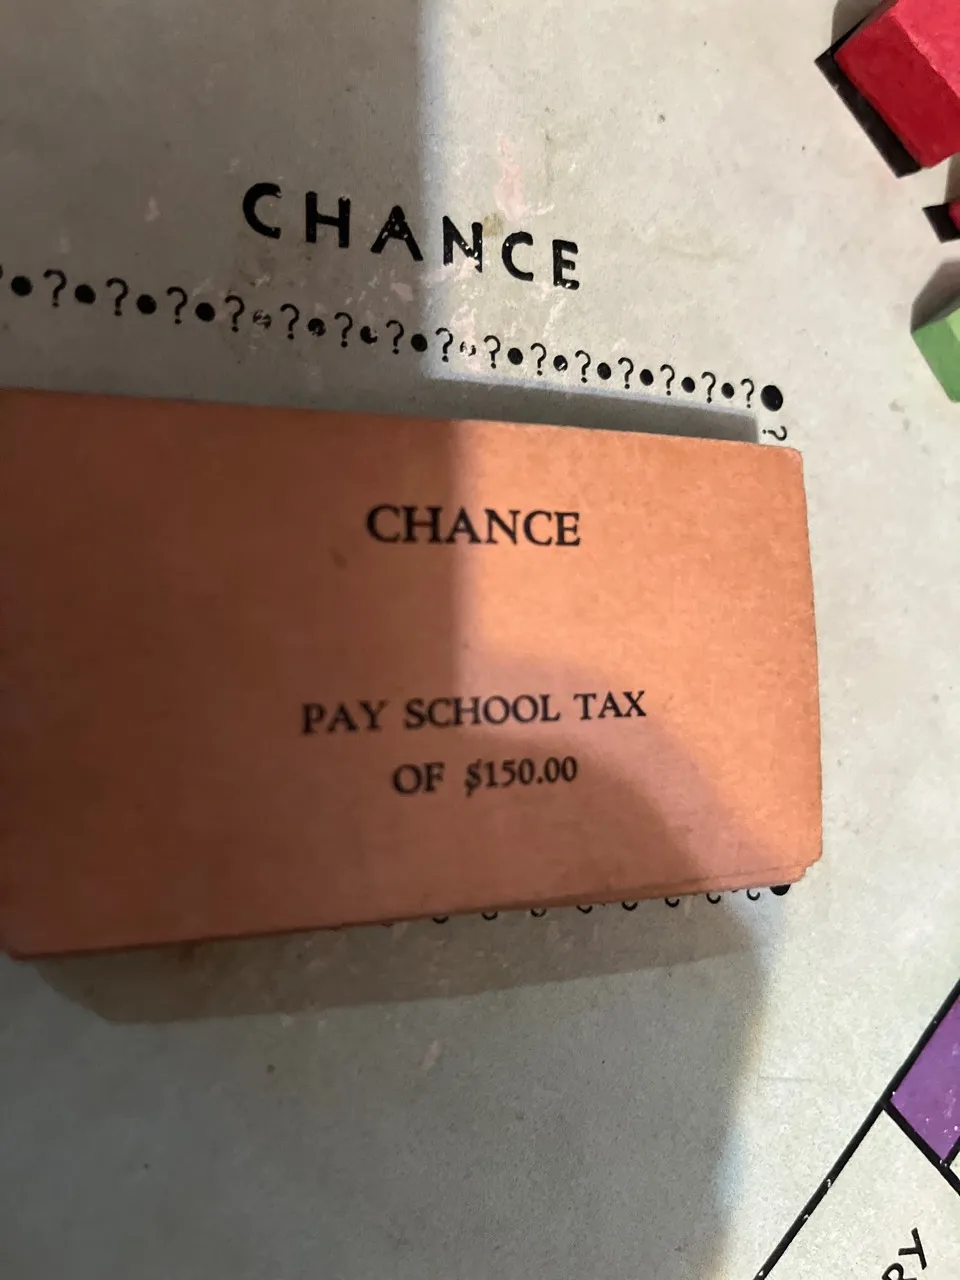 CHANCE
?●?●?●?●?●?●?●?●?●?●?●?●?●?●
?
CHANCE
PAY SCHOOL TAX
OF $150.00